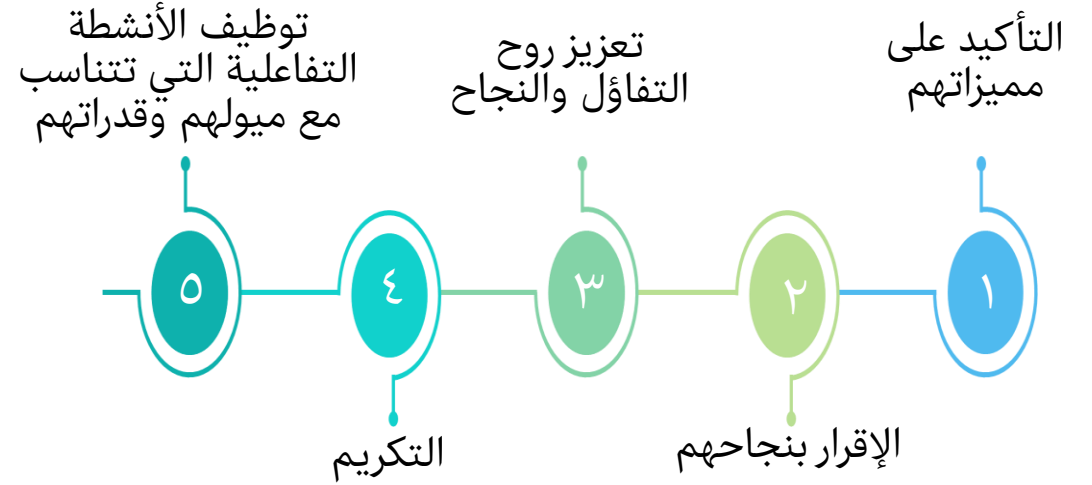 ١
التأكيد على
مميزاتهم
٢
الإقرار بنجاحهم
٣
تعزيز روح
التفاؤل والنجاح
٤
التكريم
٥
توظيف الأنشطة
التفاعلية التي تتناسب
مع ميولهم وقدراتهم